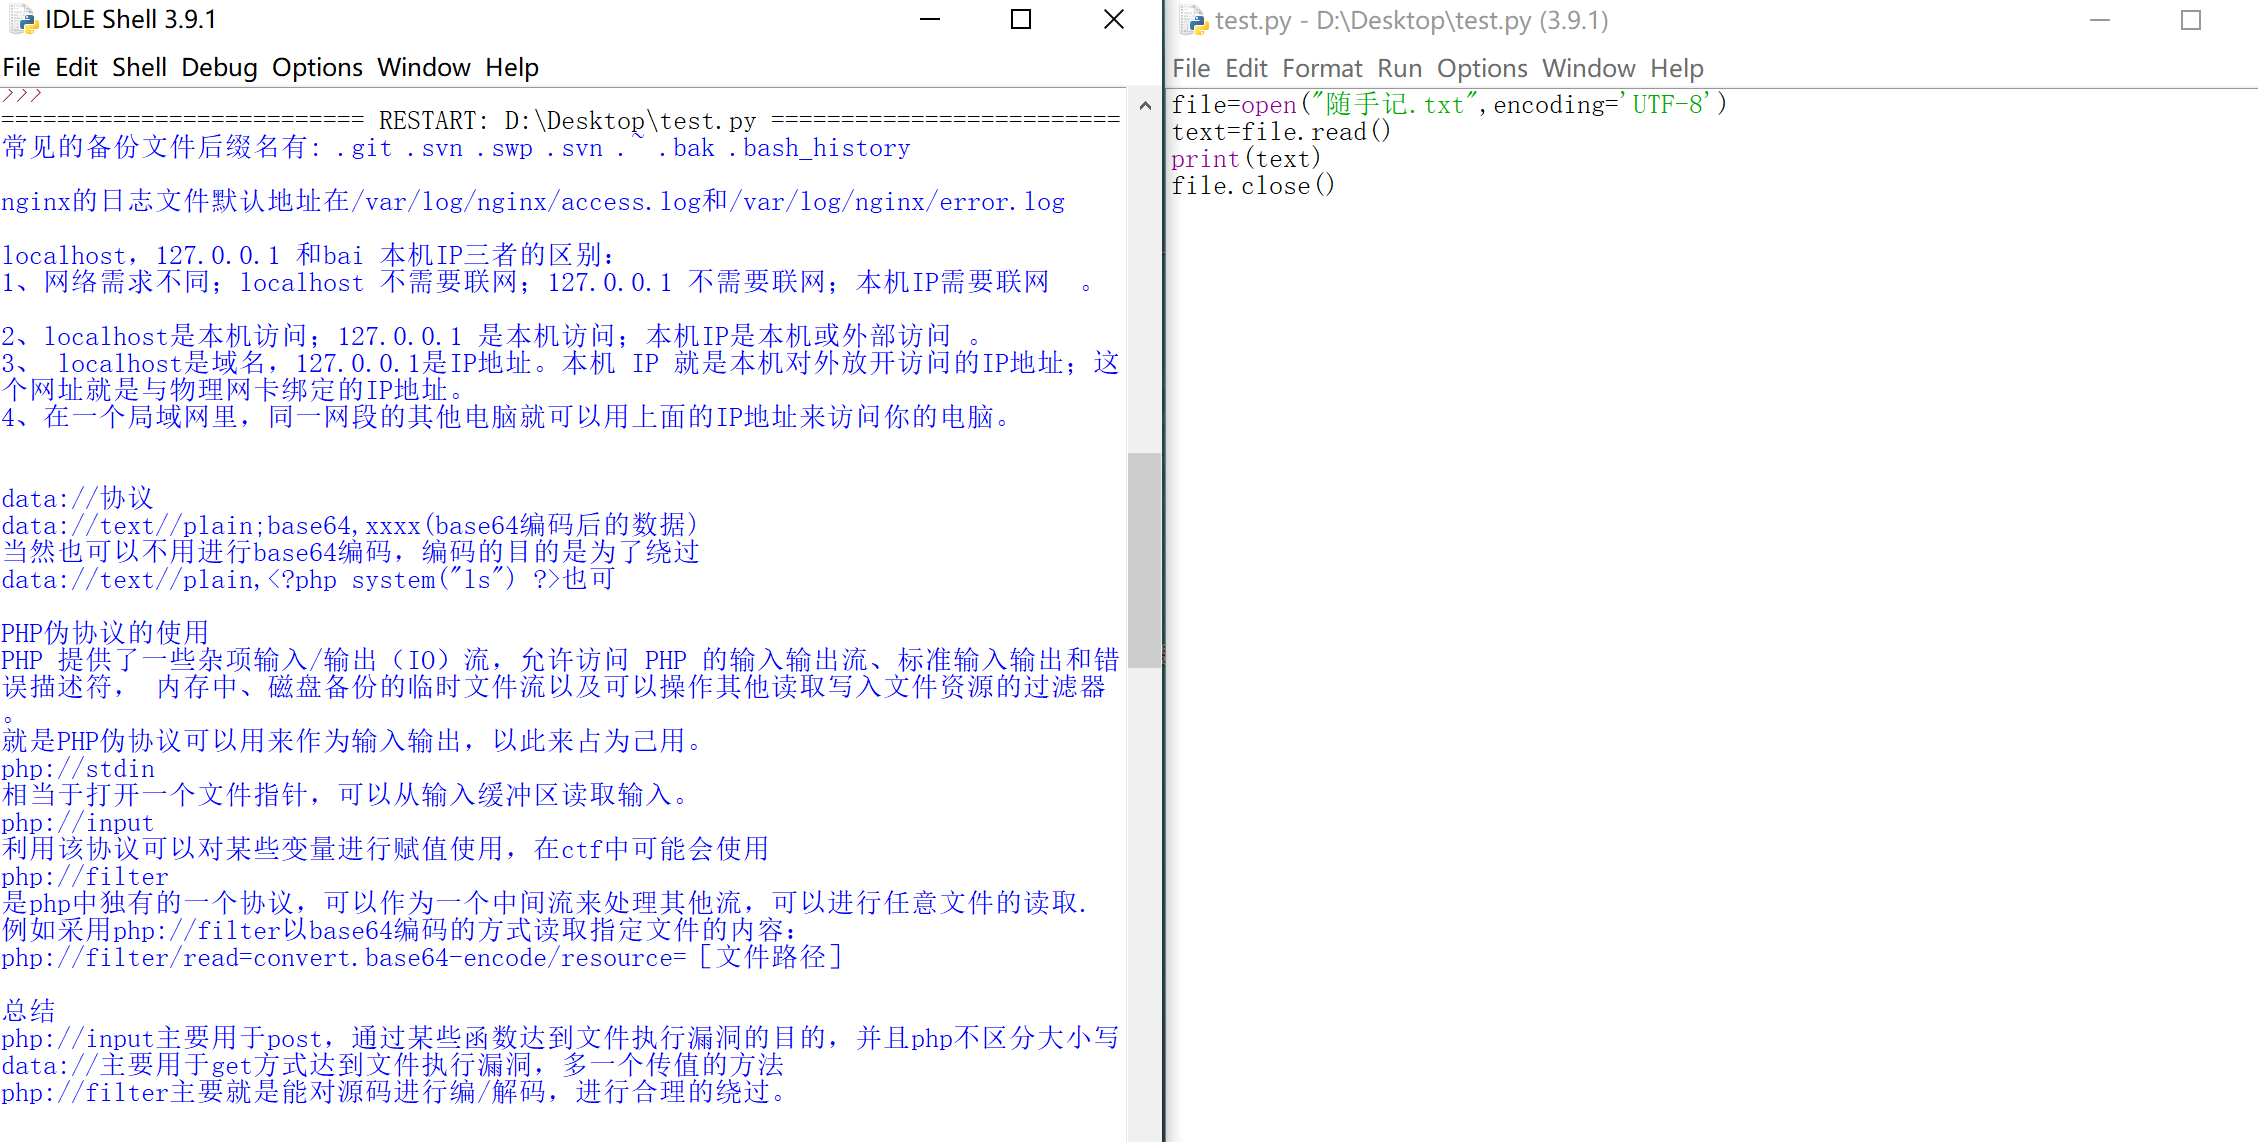 IDLE Shell 3.9.1
File Edit Shell Debug Options Window Help
>>>
========================== RESTART: D:\Desktop\test.py =========================
常见的备份文件后缀名有: .git .svn .swp .svn .~ .bak .bash_history
nginx的日志文件默认地址在/var/log/nginx/access.log和/var/log/nginx/error.log
localhost，127.0.0.1 和bai 本机IP三者的区别：
1、网络需求不同；localhost 不需要联网；127.0.0.1 不需要联网；本机IP需要联网 。
2、localhost是本机访问；127.0.0.1 是本机访问；本机IP是本机或外部访问 。
3、 localhost是域名，127.0.0.1是IP地址。本机 IP 就是本机对外放开访问的IP地址；这
个网址就是与物理网卡绑定的IP地址。
4、在一个局域网里，同一网段的其他电脑就可以用上面的IP地址来访问你的电脑。
data://协议
data://text//plain;base64,xxxx(base64编码后的数据)
当然也可以不用进行base64编码，编码的目的是为了绕过
data://text//plain,<?php system("ls") ?>也可
PHP伪协议的使用
PHP 提供了一些杂项输入/输出（IO）流，允许访问 PHP 的输入输出流、标准输入输出和错
误描述符， 内存中、磁盘备份的临时文件流以及可以操作其他读取写入文件资源的过滤器
。
就是PHP伪协议可以用来作为输入输出，以此来占为己用。
php://stdin
相当于打开一个文件指针，可以从输入缓冲区读取输入。
php://input
利用该协议可以对某些变量进行赋值使用，在ctf中可能会使用
php://filter
是php中独有的一个协议，可以作为一个中间流来处理其他流，可以进行任意文件的读取.
例如采用php://filter以base64编码的方式读取指定文件的内容：
php://filter/read=convert.base64-encode/resource=［文件路径］
总结
php://input主要用于post，通过某些函数达到文件执行漏洞的目的，并且php不区分大小写
data://主要用于get方式达到文件执行漏洞，多一个传值的方法
php://filter主要就是能对源码进行编/解码，进行合理的绕过。
test.py - D:\Desktop\test.py (3.9.1)
File Edit Format Run Options Window Help
file=open("随手记.txt",encoding='UTF-8')
text=file.read()
print(text)
file.close()